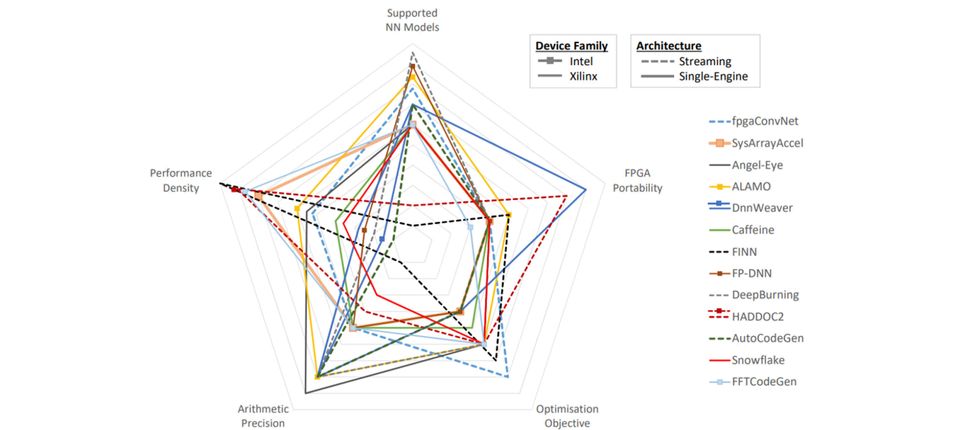 Supported
NN Models
Device Family
Intel
Xilinx
Architecture
Streaming
Single-Engine
Performance
Density
FPGA
Portability
fpgaConvNet
SysArrayAccel
Angel-Eye
ALAMO
DnnWeaver
Caffeine
FINN
FP-DNN
DeepBurning
HADDOC2
AutoCodeGen
Snowflake
FFTCodeGen
Arithmetic
Precision
Optimisation
Objective